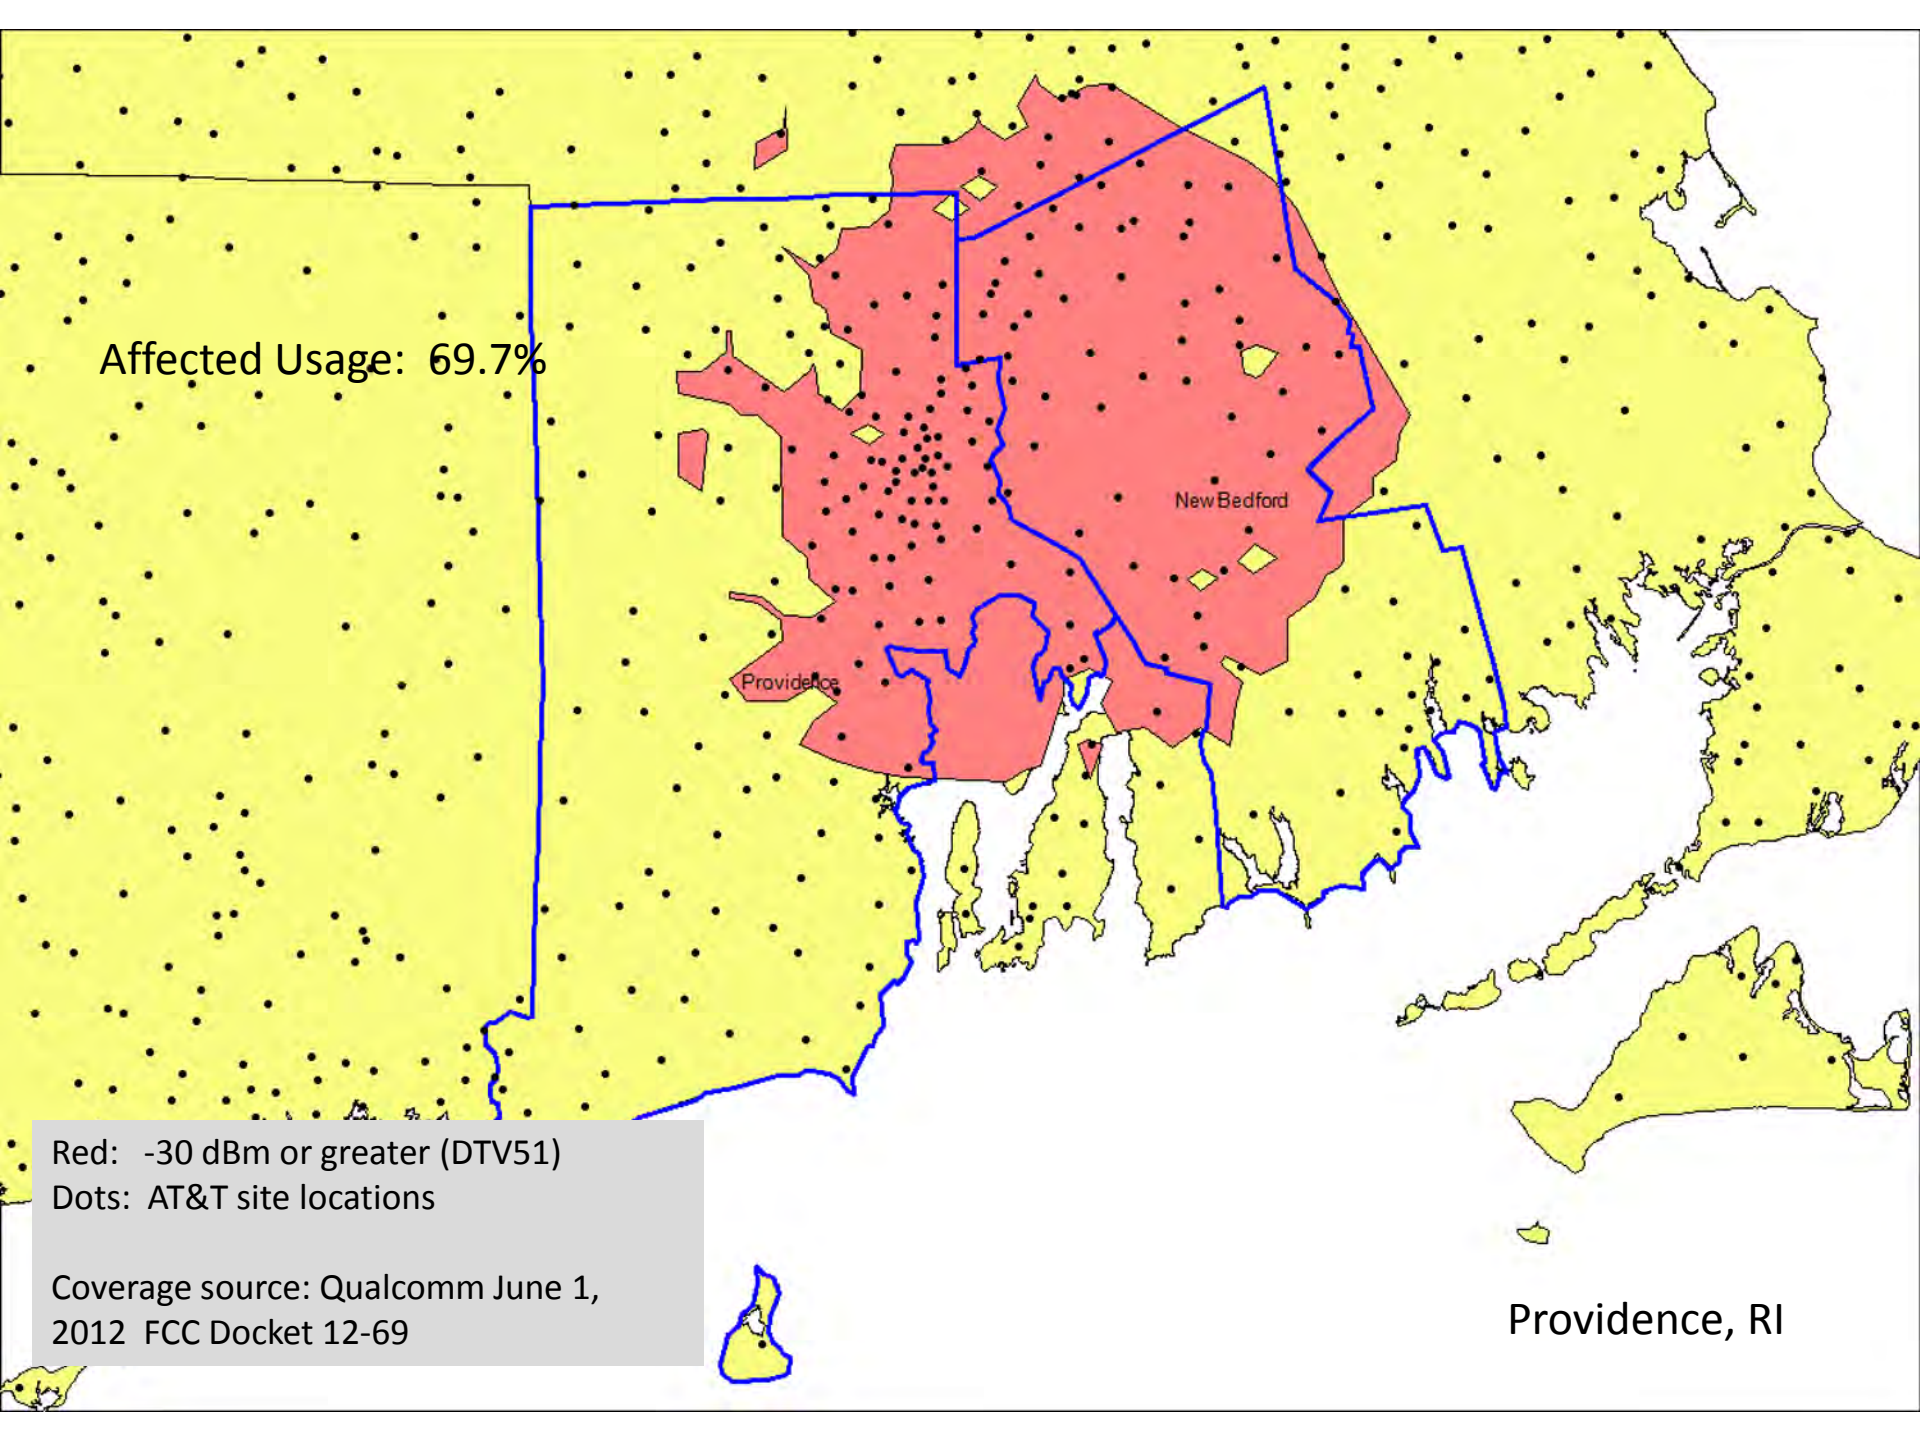 Affected Usage: 69.7%
New Bedford
Providence
Red: -30 dBm or greater (DTV51)
Dots: AT&T site locations
Coverage source: Qualcomm June 1,
2012 FCC Docket 12-69
Providence, RI